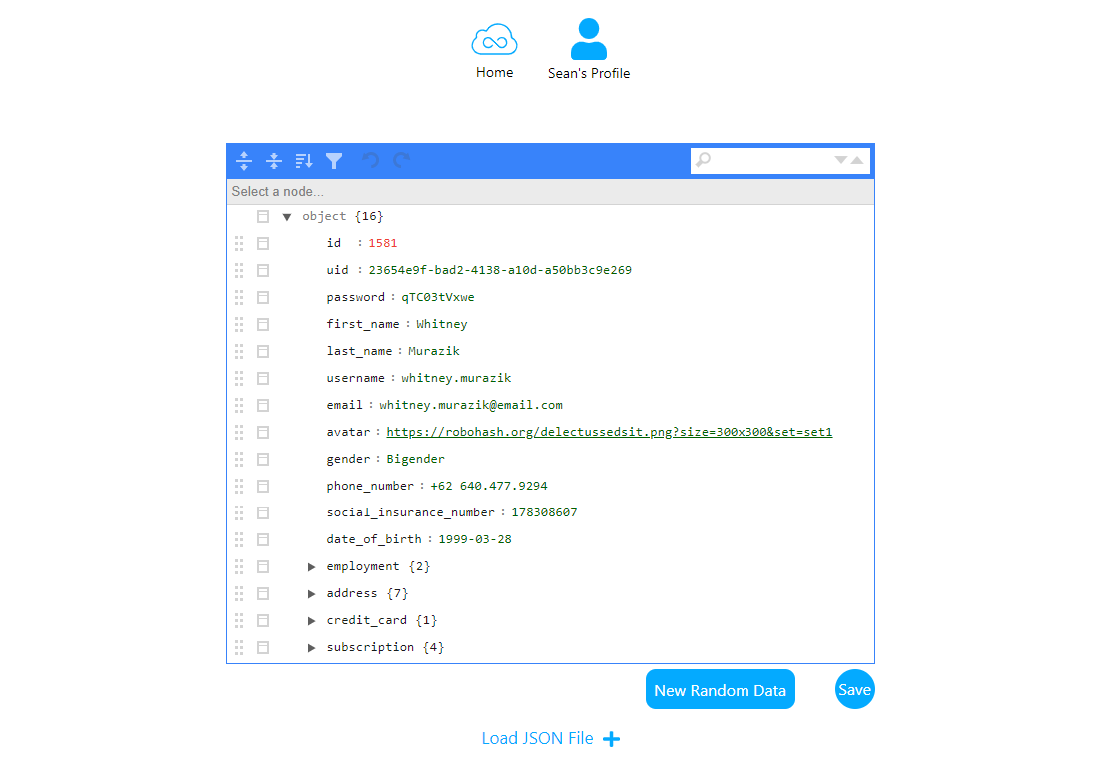 Home
Sean's Profile
Select a node...
object {16}
id : 1581
uid : 23654e9f-bad2-4138-a10d-a50bb3c9e269
password : qTC03tVxwe
first_name : Whitney
last_name : Murazik
username : whitney.murazik
email : whitney.murazik@email.com
avatar : https://robohash.org/delectussedsit.png?size=300x300&set=set1
gender : Bigender
phone_number : +62 640.477.9294
social_insurance_number : 178308607
date_of_birth : 1999-03-28
employment {2}
address {7}
credit_card {1}
subscription {4}
New Random Data
Save
Load JSON File